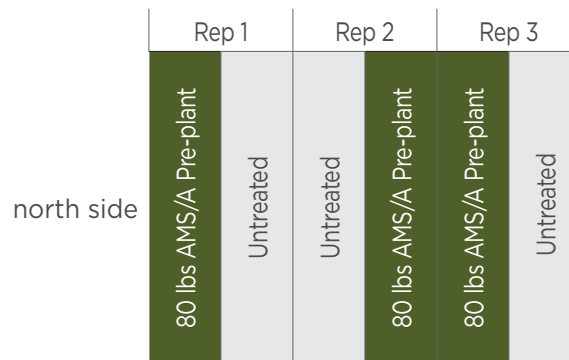 Rep 1
Rep 2
Rep 3
north side
80 lbs AMS/A Pre-plant
Untreated
Untreated
80 lbs AMS/A Pre-plant
80 lbs AMS/A Pre-plant
Untreated